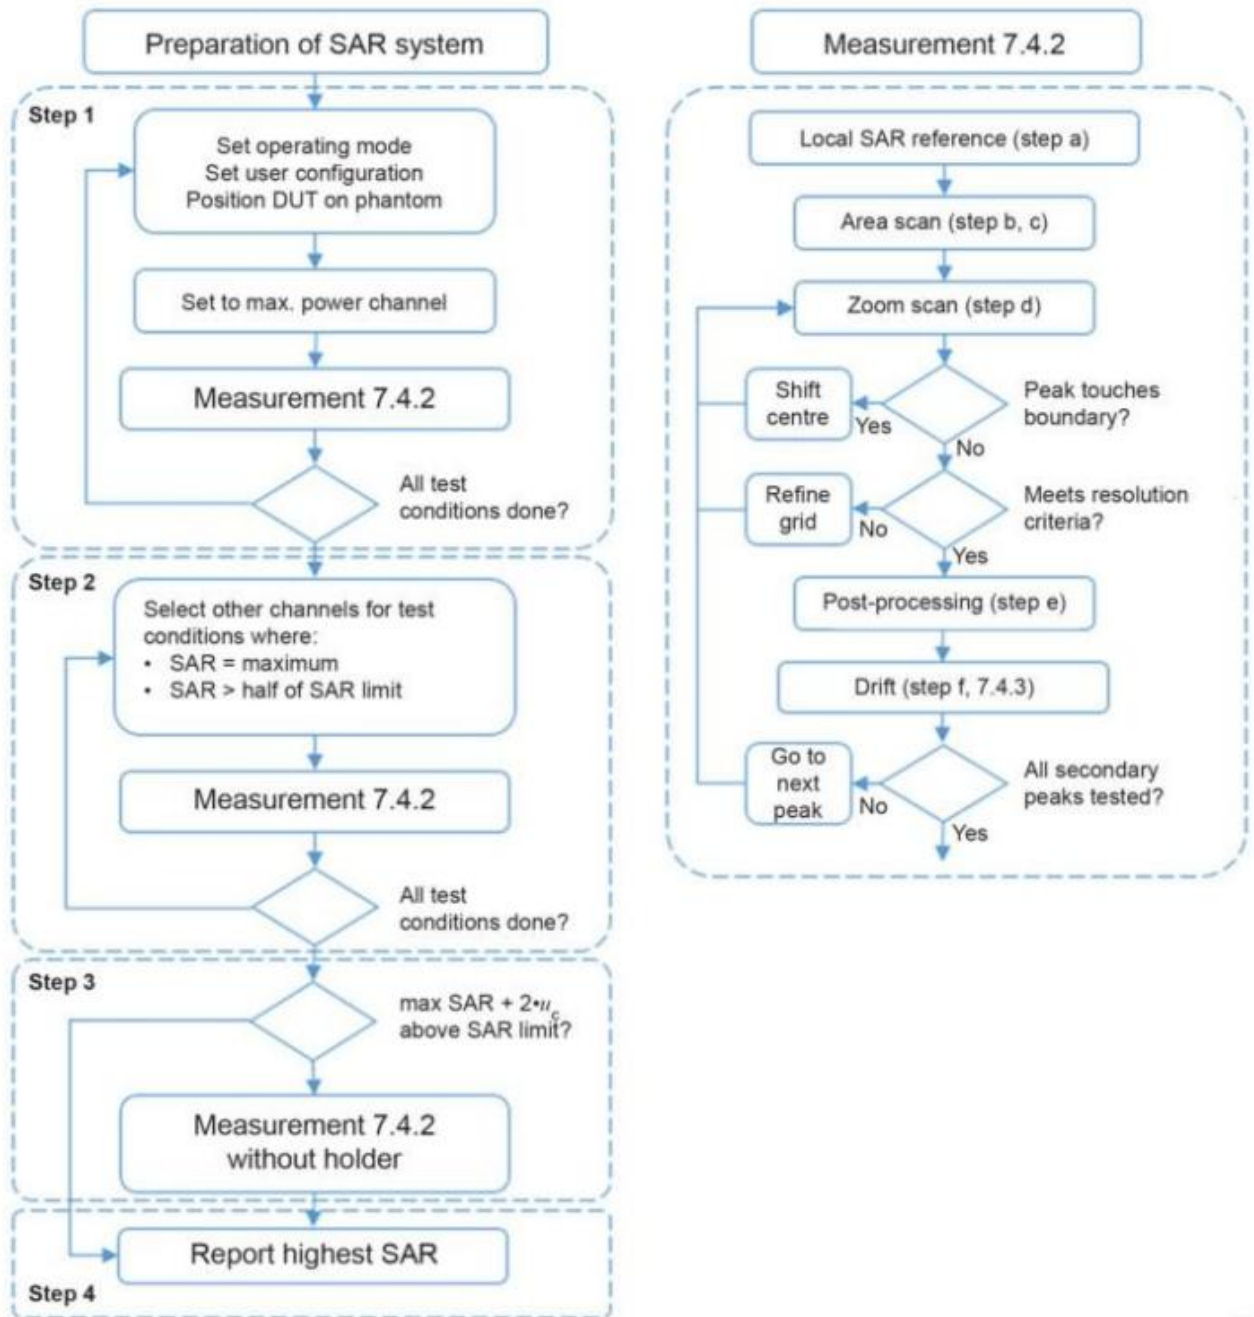 Preparation of SAR system
Step 1
Set operating mode
Set user configuration
Position DUT on phantom
Set to max. power channel
Measurement 7.4.2
All test
conditions done?
Step 2
Select other channels for test
conditions where:
• SAR = maximum
• SAR > half of SAR limit
Measurement 7.4.2
All test
conditions done?
Step 3
max SAR + 2•u_c
above SAR limit?
Measurement 7.4.2
without holder
Report highest SAR
Step 4
Measurement 7.4.2
Local SAR reference (step a)
Area scan (step b, c)
Zoom scan (step d)
Shift
centre
Yes
Peak touches
boundary?
No
Refine
grid
No
Meets resolution
criteria?
Yes
Post-processing (step e)
Drift (step f, 7.4.3)
Go to
next
peak
No
All secondary
peaks tested?
Yes